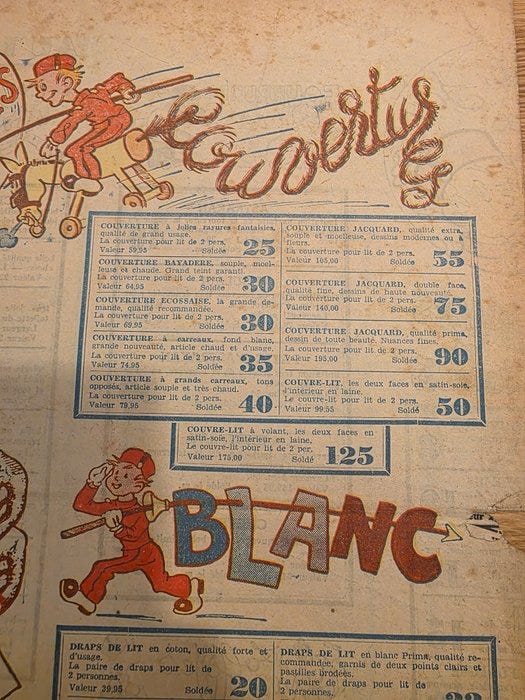 Couvertures
COUVERTURE à jolies rayures fantaisies,
qualité de grand usage.
La couverture pour lit de 2 pers.
Valeur 59,95 Soldée 25
COUVERTURE BAYADERE, souple, moel-
leuse et chaude. Grand teint garanti.
La couverture pour lit de 2 pers.
Valeur 64,95 Soldée 30
COUVERTURE ECOSSAISE, la grande de-
mande, qualité recommandée.
La couverture pour lit de 2 pers.
Valeur 69,95 Soldée 30
COUVERTURE à carreaux, fond blanc,
grande nouveauté, article chaud et d'usage.
La couverture pour lit de 2 pers.
Valeur 74,95 Soldée 35
COUVERTURE à grands carreaux, tons
opposés, article souple et très chaud.
La couverture pour lit de 2 pers.
Valeur 79,95 Soldée 40
COUVERTURE JACQUARD, qualité extra,
souple et moelleuse, dessins modernes ou à
fleurs.
La couverture pour lit de 2 pers.
Valeur 105,00 Soldée 55
COUVERTURE JACQUARD, double face,
qualité fine, dessins de haute nouveauté.
La couverture pour lit de 2 pers.
Valeur 140,00 Soldée 75
COUVERTURE JACQUARD, qualité prima,
dessin de toute beauté. Nuances fines.
La couverture pour lit de 2 pers.
Valeur 195,00 Soldée 90
COUVRE-LIT, les deux faces en satin-soie,
l'intérieur en laine.
Le couvre-lit pour lit de 2 pers.
Valeur 99,95 Soldé 50
COUVRE-LIT à volant, les deux faces en
satin-soie, l'intérieur en laine.
Le couvre-lit pour lit de 2 per.
Valeur 175,00 Soldé 125
BLANC
DRAPS DE LIT en coton, qualité forte et
d'usage.
La paire de draps pour lit de
2 personnes.
Valeur 39,95 Soldée 20
DRAPS DE LIT en blanc Prima, qualité re-
commandée, garnis de deux points clairs et
pastilles brodées.
La paire de draps pour lit de
2 personnes.